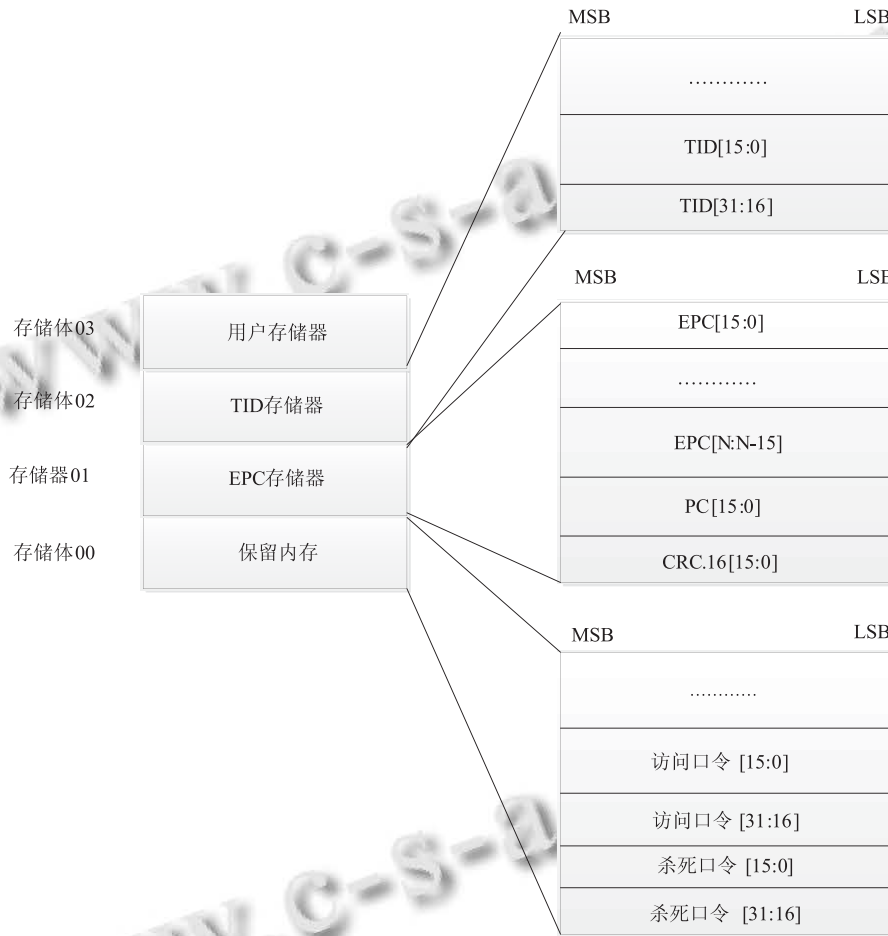 MSB LSB
…………
TID[15:0]
TID[31:16]
存储体03
用户存储器
存储体02
TID存储器
存储器01
EPC存储器
存储体00
保留内存
MSB LSB
EPC[15:0]
…………
EPC[N:N-15]
PC[15:0]
CRC.16[15:0]
MSB LSB
…………
访问口令 [15:0]
访问口令 [31:16]
杀死口令 [15:0]
杀死口令 [31:16]
www c-s-a
www c-s-a